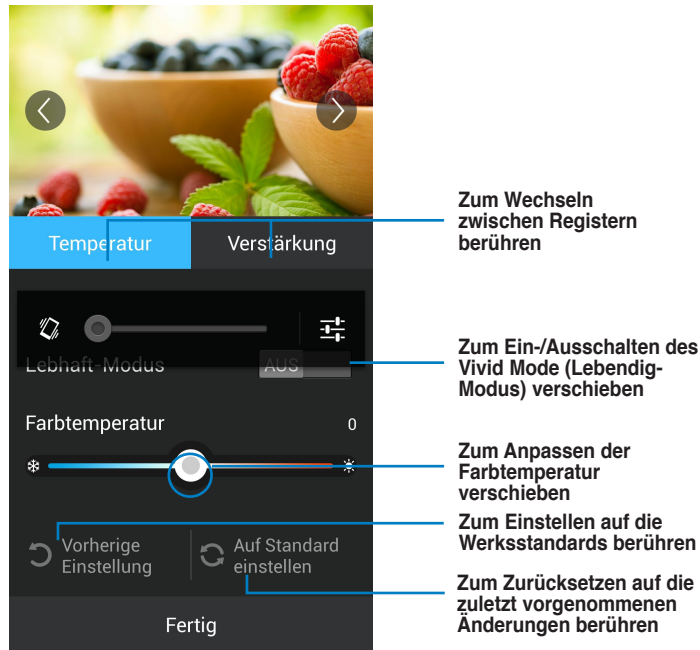 Temperatur
Verstärkung
Lebhaft-Modus
AUS
Farbtemperatur
0
Vorherige
Einstellung
Auf Standard
einstellen
Fertig
Zum Wechseln
zwischen Registern
berühren
Zum Ein-/Ausschalten des
Vivid Mode (Lebendig-
Modus) verschieben
Zum Anpassen der
Farbtemperatur
verschieben
Zum Einstellen auf die
Werksstandards berühren
Zum Zurücksetzen auf die
zuletzt vorgenommenen
Änderungen berühren